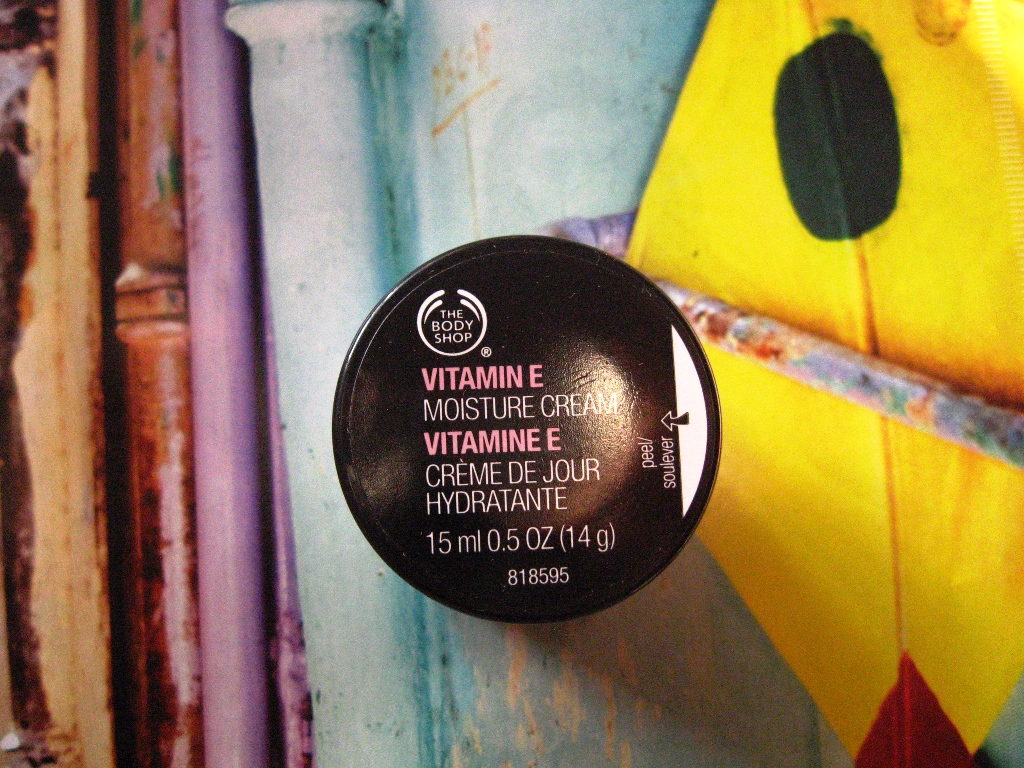 THE
BODY
SHOP
®
VITAMIN E
MOISTURE CREAM
VITAMINE E
CRÈME DE JOUR
HYDRATANTE
15 ml 0.5 OZ (14 g)
818595
peel/
soulever